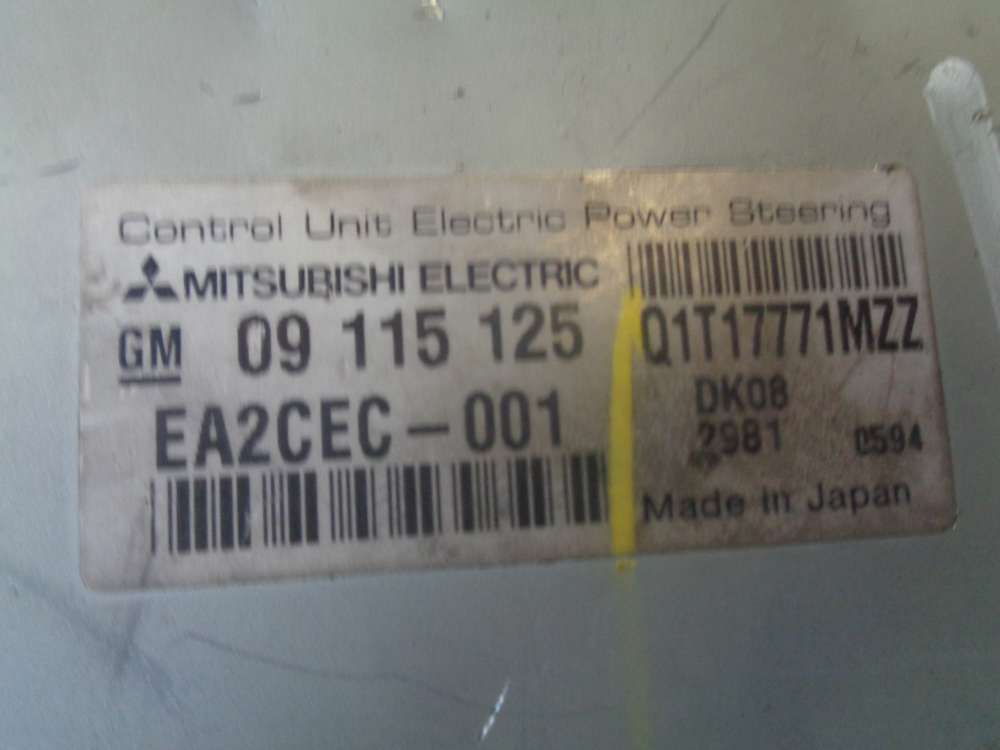 Control Unit Electric Power Steering
MITSUBISHI ELECTRIC
GM 09 115 125 Q1T17771MZZ
EA2CEC-001 DK08
2981 0594
Made in Japan